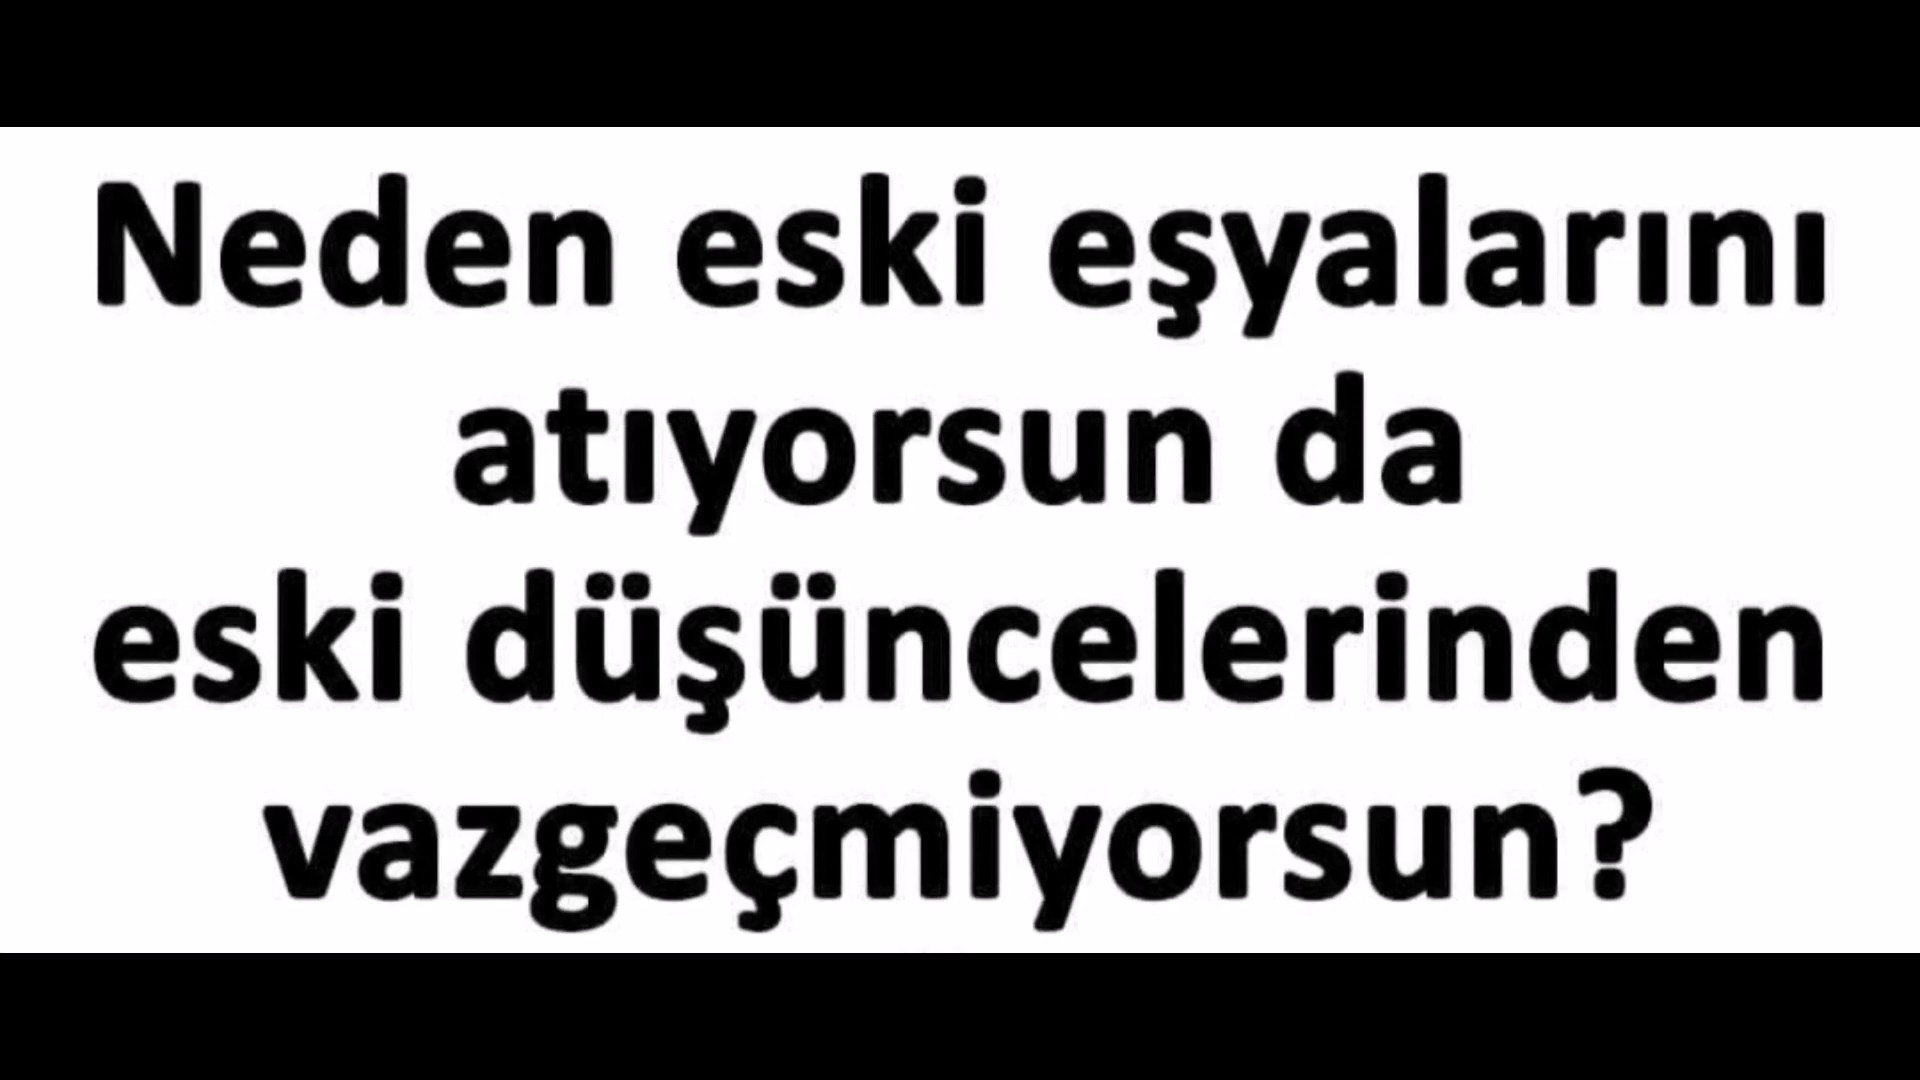 Neden eski eşyalarını
atıyorsun da
eski düşüncelerinden
vazgeçmiyorsun?